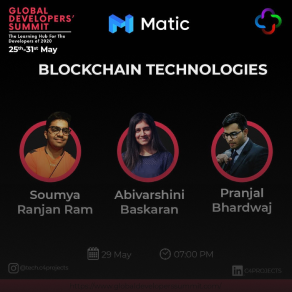 GLOBAL
DEVELOPERS'
SUMMIT
The Learning Hub For The
Developers of 2020
25th-31st May
Matic
BLOCKCHAIN TECHNOLOGIES
Soumya
Ranjan Ram
Abivarshini
Baskaran
Pranjal
Bhardwaj
29 May
07:00 PM